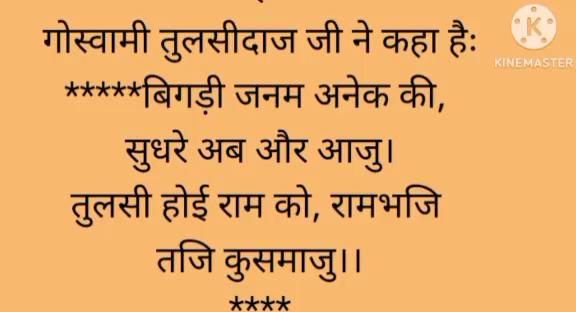 गोस्वामी तुलसीदाज जी ने कहा है:
*****बिगड़ी जनम अनेक की,
सुधरे अब और आजु।
तुलसी होई राम को, रामभजि
तजि कुसमाजु।।
****
K
KINEMASTER